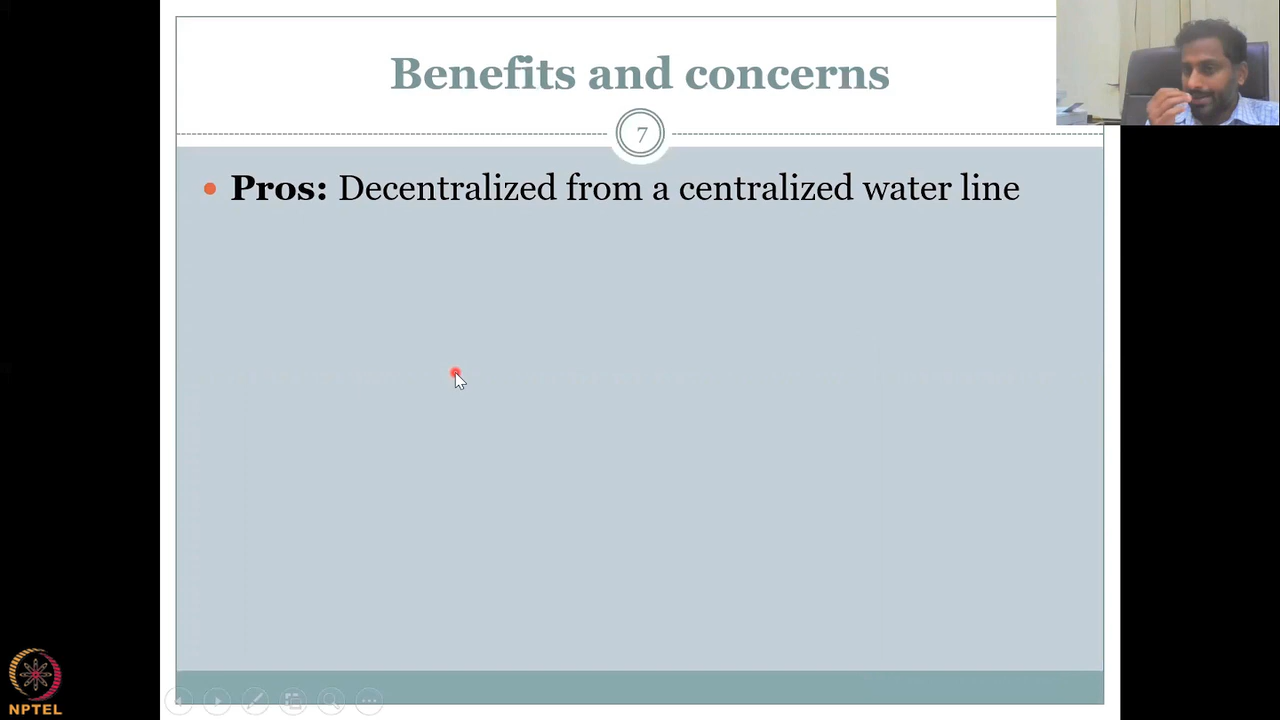 Benefits and concerns
7
Pros: Decentralized from a centralized water line
NPTEL